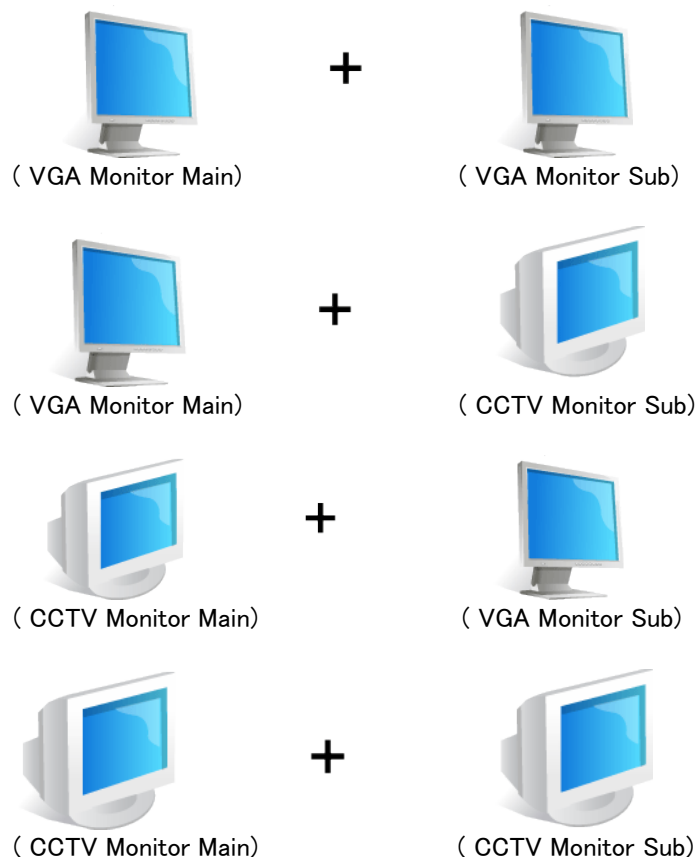 +
( VGA Monitor Main) ( VGA Monitor Sub)
+
( VGA Monitor Main) ( CCTV Monitor Sub)
+
( CCTV Monitor Main) ( VGA Monitor Sub)
+
( CCTV Monitor Main) ( CCTV Monitor Sub)